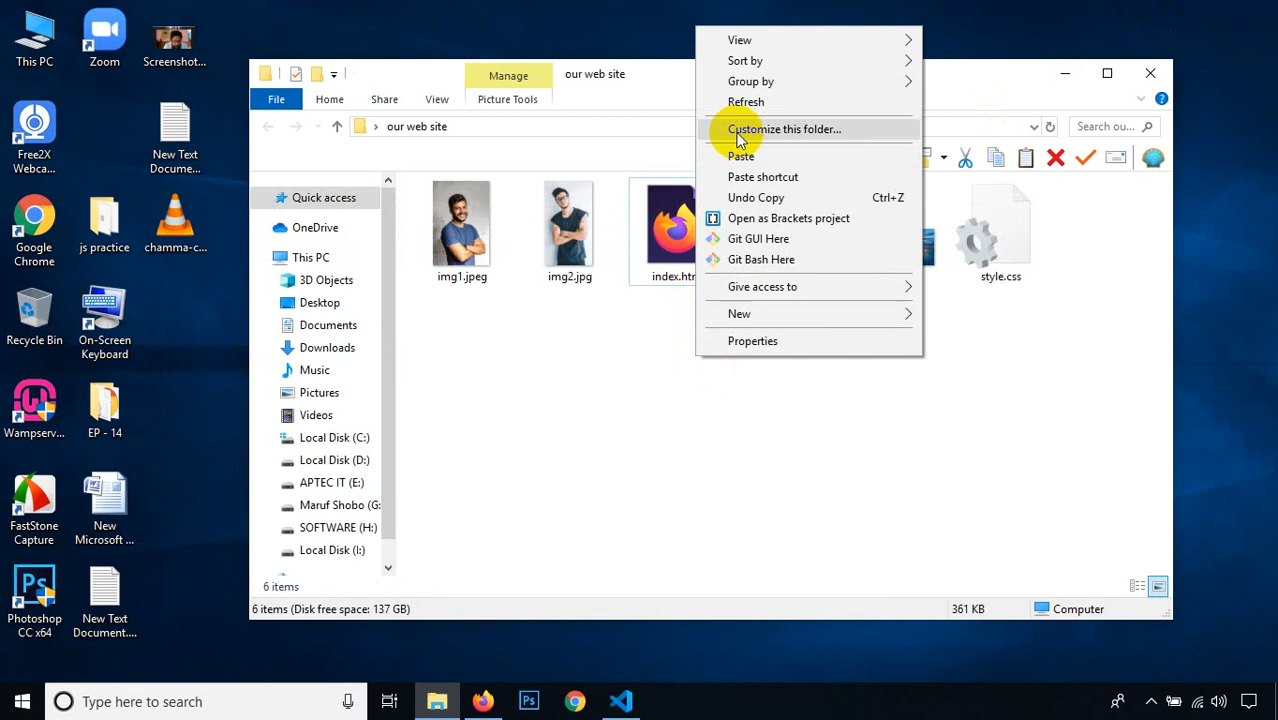 This PC
Zoom
Screenshot...
Free2X
Webca...
New Text
Docume...
Google
Chrome
js practice
chamma-c...
Recycle Bin
On-Screen
Keyboard
Wampserv...
EP - 14
FastStone
Capture
New
Microsoft ...
Photoshop
CC x64
New Text
Document....
Manage
our web site
File
Home
Share
View
Picture Tools
our web site
Search ou...
Quick access
OneDrive
This PC
3D Objects
Desktop
Documents
Downloads
Music
Pictures
Videos
Local Disk (C:)
Local Disk (D:)
APTEC IT (E:)
Maruf Shobo (G:
SOFTWARE (H:)
Local Disk (I:)
img1.jpeg
img2.jpg
index.htm
style.css
View
Sort by
Group by
Refresh
Customize this folder...
Paste
Paste shortcut
Undo Copy
Ctrl+Z
Open as Brackets project
Git GUI Here
Git Bash Here
Give access to
New
Properties
6 items
6 items (Disk free space: 137 GB)
361 KB
Computer
Type here to search